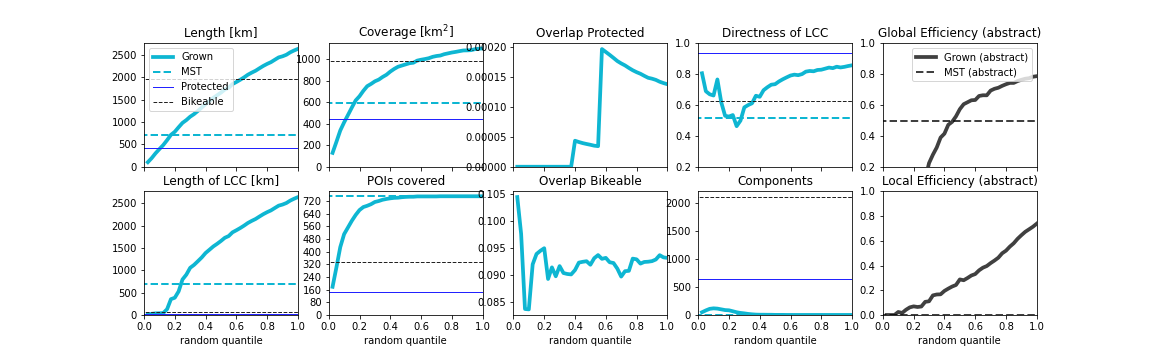 Length [km]
Coverage [km²]
Overlap Protected
Directness of LCC
Global Efficiency (abstract)
2500
2000
1500
1000
500
0
Grown
MST
Protected
Bikeable
1000
800
600
400
200
0
0.00020
0.00015
0.00010
0.00005
0.00000
1.0
0.8
0.6
0.4
0.2
1.0
0.8
0.6
0.4
0.2
Grown (abstract)
MST (abstract)
Length of LCC [km]
POIs covered
Overlap Bikeable
Components
Local Efficiency (abstract)
2500
2000
1500
1000
500
0
720
640
560
480
400
320
240
160
80
0
0.105
0.100
0.095
0.090
0.085
2000
1500
1000
500
0
1.0
0.8
0.6
0.4
0.2
0.0
0.0 0.2 0.4 0.6 0.8 1.0
0.0 0.2 0.4 0.6 0.8 1.0
0.0 0.2 0.4 0.6 0.8 1.0
0.0 0.2 0.4 0.6 0.8 1.0
0.0 0.2 0.4 0.6 0.8 1.0
random quantile
random quantile
random quantile
random quantile
random quantile